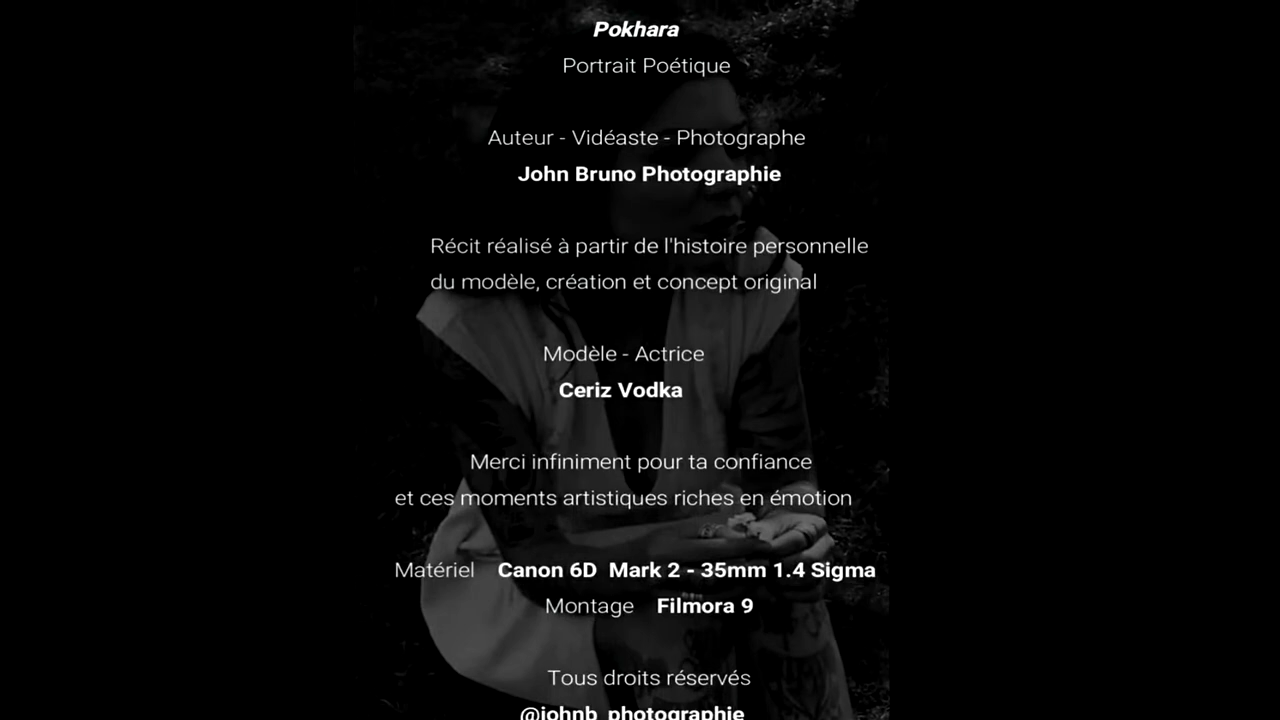 Pokhara
Portrait Poétique
Auteur - Vidéaste - Photographe
John Bruno Photographie
Récit réalisé à partir de l'histoire personnelle
du modèle, création et concept original
Modèle - Actrice
Ceriz Vodka
Merci infiniment pour ta confiance
et ces moments artistiques riches en émotion
Matériel Canon 6D Mark 2 - 35mm 1.4 Sigma
Montage Filmora 9
Tous droits réservés
@johnb_photographie